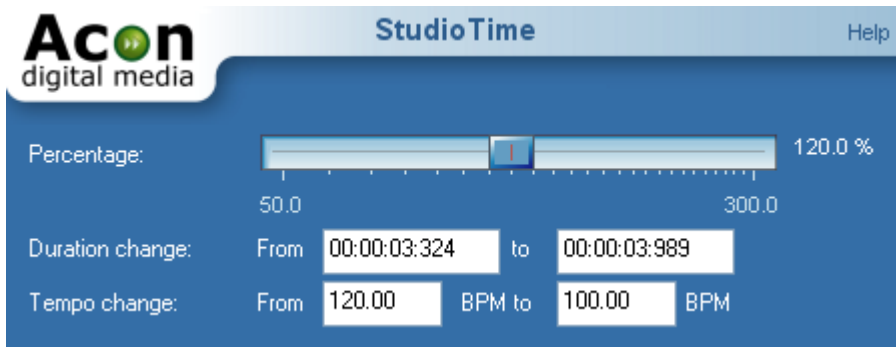 Acon
digital media
StudioTime
Help
Percentage:
120.0 %
50.0
300.0
Duration change: From 00:00:03:324 to 00:00:03:989
Tempo change: From 120.00 BPM to 100.00 BPM